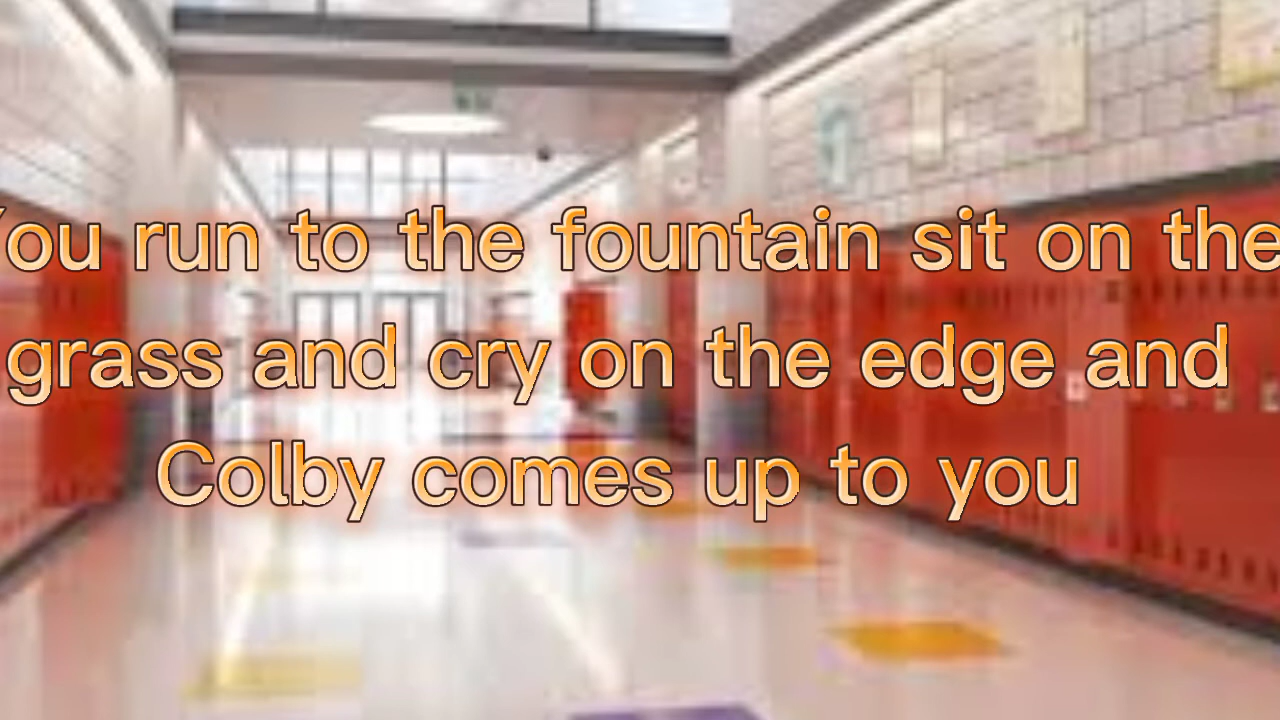 You run to the fountain sit on the
grass and cry on the edge and
Colby comes up to you